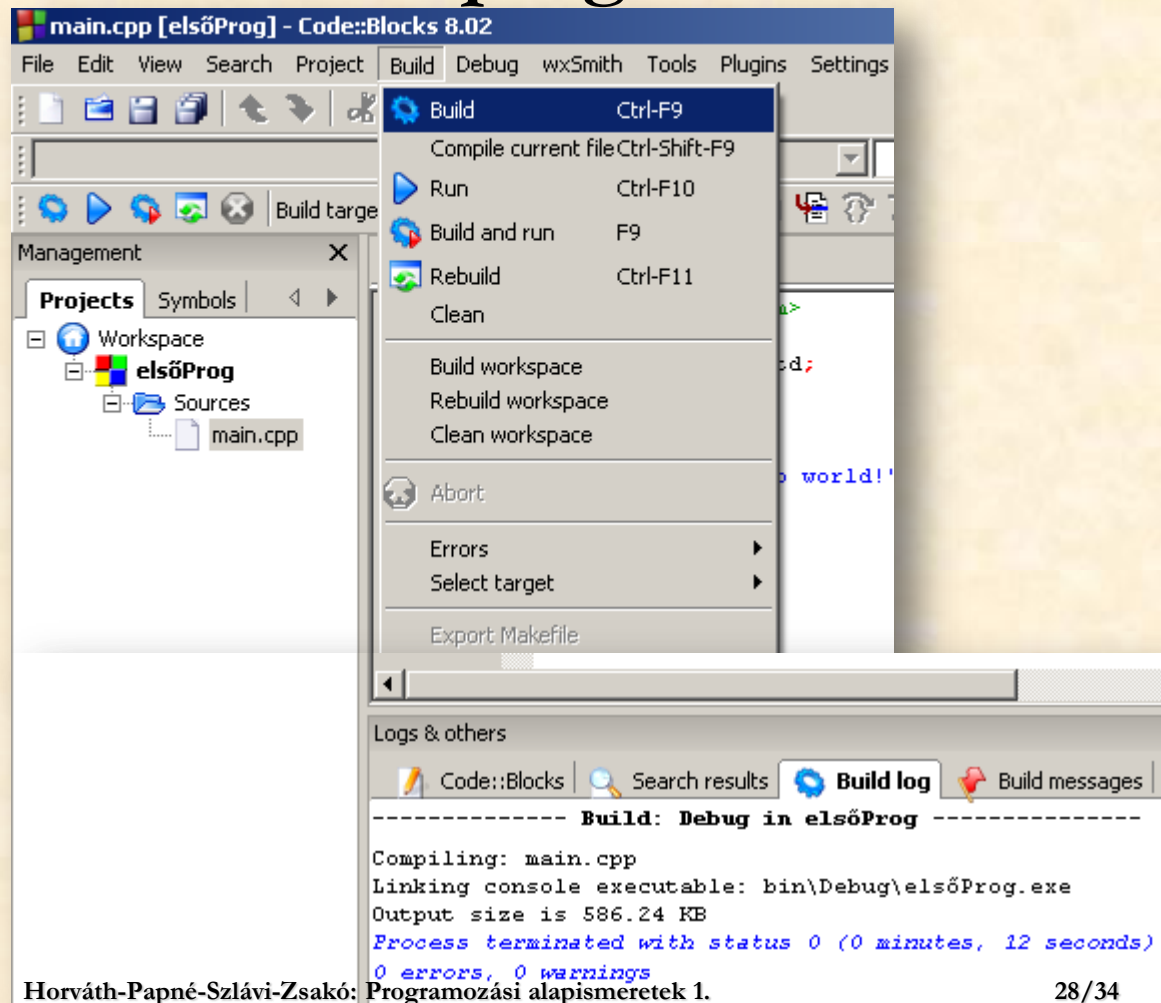 main.cpp [elsőProg] - Code::Blocks 8.02
File Edit View Search Project Build Debug wxSmith Tools Plugins Settings
Build Ctrl-F9
Compile current file Ctrl-Shift-F9
Run Ctrl-F10
Build targe
Build and run F9
Management
Rebuild Ctrl-F11
Projects Symbols
Clean
Workspace
elsőProg
Sources
main.cpp
Build workspace
Rebuild workspace
Clean workspace
world!"
Abort
Errors
Select target
Export Makefile
Logs & others
Code::Blocks Search results Build log Build messages
-------------- Build: Debug in elsőProg ---------------
Compiling: main.cpp
Linking console executable: bin\Debug\elsőProg.exe
Output size is 586.24 KB
Process terminated with status 0 (0 minutes, 12 seconds)
0 errors, 0 warnings
Horváth-Papné-Szlávi-Zsakó: Programozási alapismeretek 1. 28/34